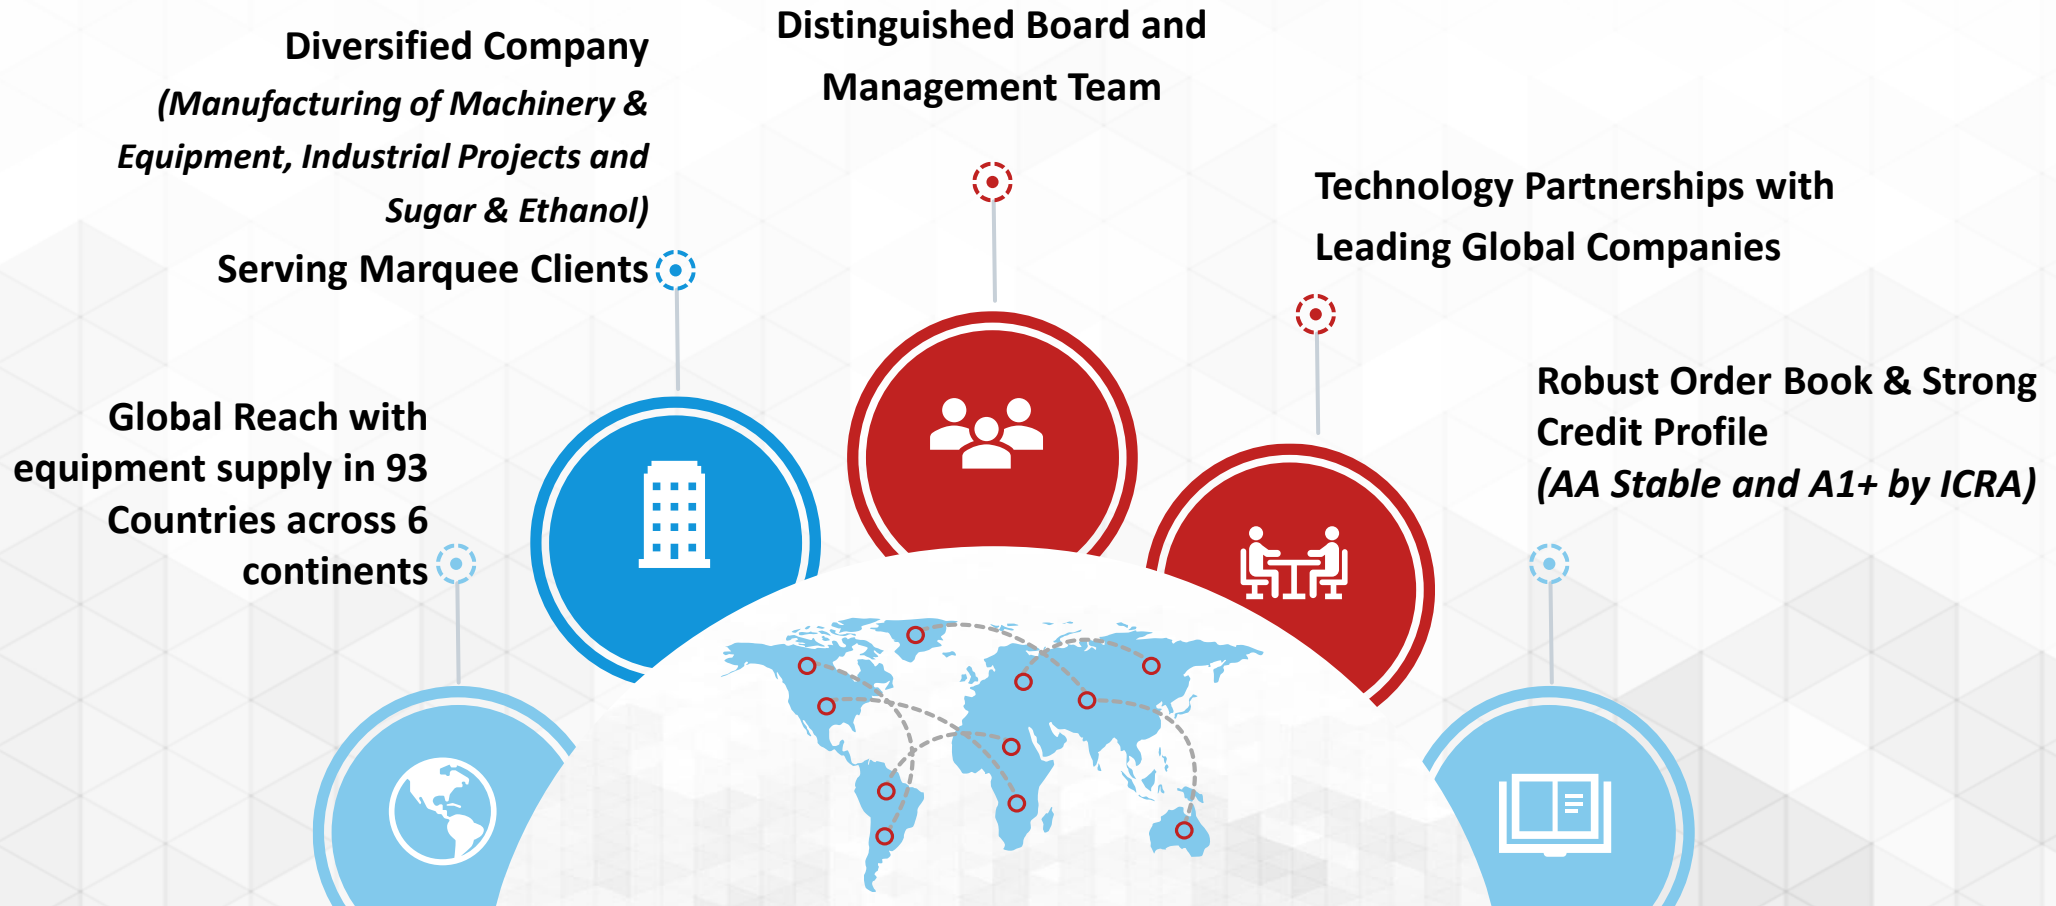 Diversified Company
(Manufacturing of Machinery &
Equipment, Industrial Projects and
Sugar & Ethanol)
Serving Marquee Clients
Distinguished Board and
Management Team
Technology Partnerships with
Leading Global Companies
Global Reach with
equipment supply in 93
Countries across 6
continents
Robust Order Book & Strong
Credit Profile
(AA Stable and A1+ by ICRA)